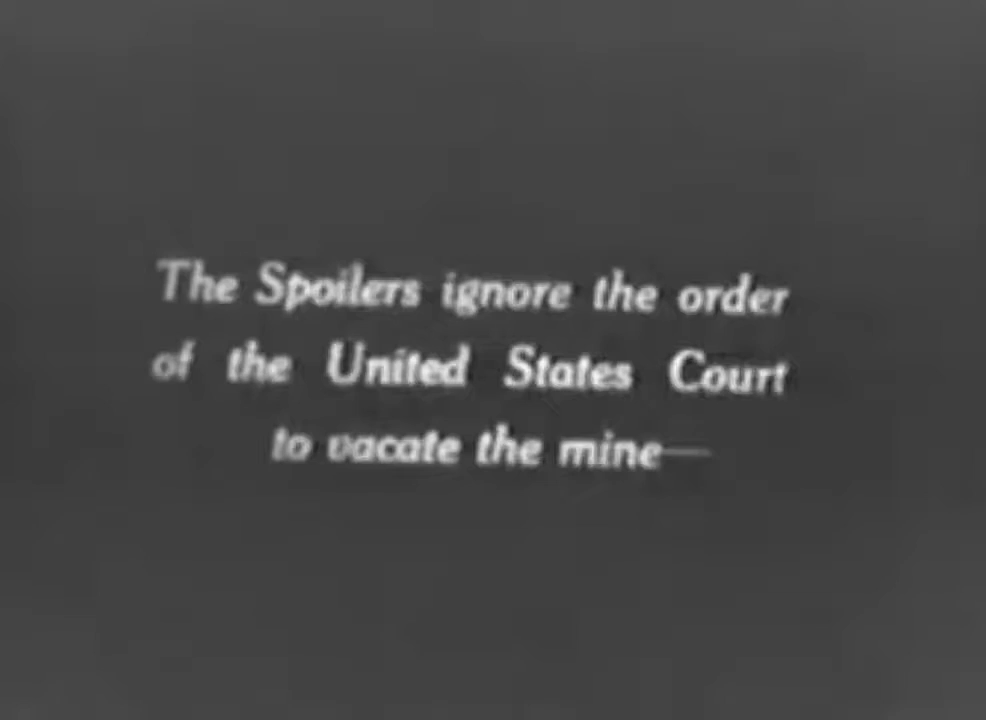 The Spoilers ignore the order
of the United States Court
to vacate the mine—